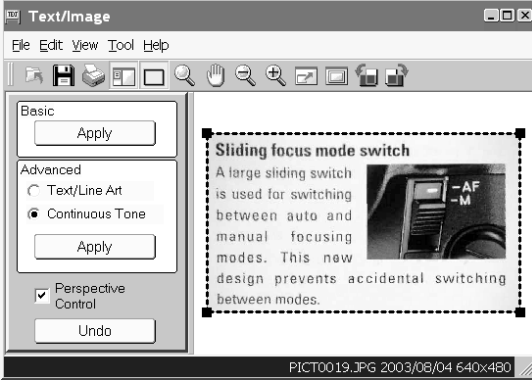 TEXT Text/Image
File Edit View Tool Help
Basic
Apply
Advanced
Text/Line Art
Continuous Tone
Apply
Perspective
Control
Undo
Sliding focus mode switch
A large sliding switch
is used for switching
between auto and
manual focusing
modes. This new
design prevents accidental switching
between modes.
AF
M
PICT0019.JPG 2003/08/04 640x480